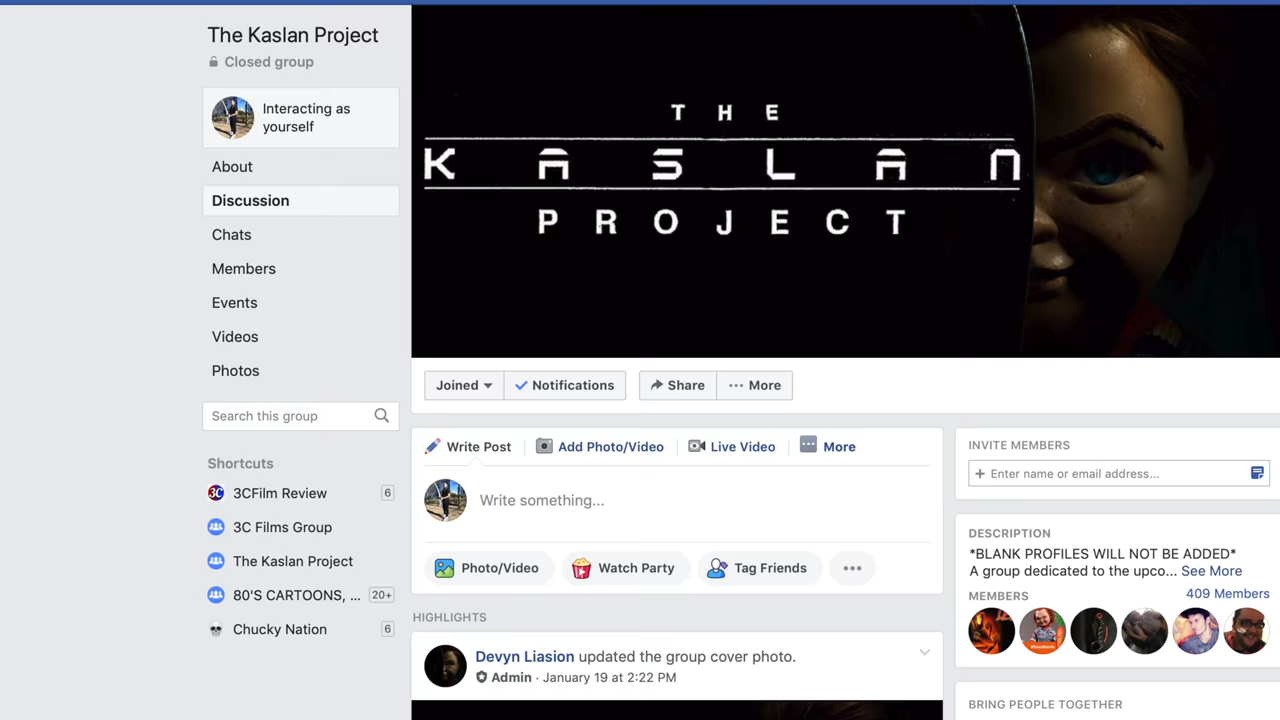 The Kaslan Project
Closed group
Interacting as
yourself
About
Discussion
Chats
Members
Events
Videos
Photos
Search this group
Shortcuts
3CFilm Review 6
3C Films Group
The Kaslan Project
80'S CARTOONS, ... 20+
Chucky Nation 6
THE
KASLAN
PROJECT
Joined Notifications Share ••• More
Write Post Add Photo/Video Live Video More
Write something...
Photo/Video Watch Party Tag Friends •••
HIGHLIGHTS
Devyn Liasion updated the group cover photo.
Admin · January 19 at 2:22 PM
INVITE MEMBERS
+ Enter name or email address...
DESCRIPTION
*BLANK PROFILES WILL NOT BE ADDED*
A group dedicated to the upco... See More
MEMBERS 409 Members
BRING PEOPLE TOGETHER